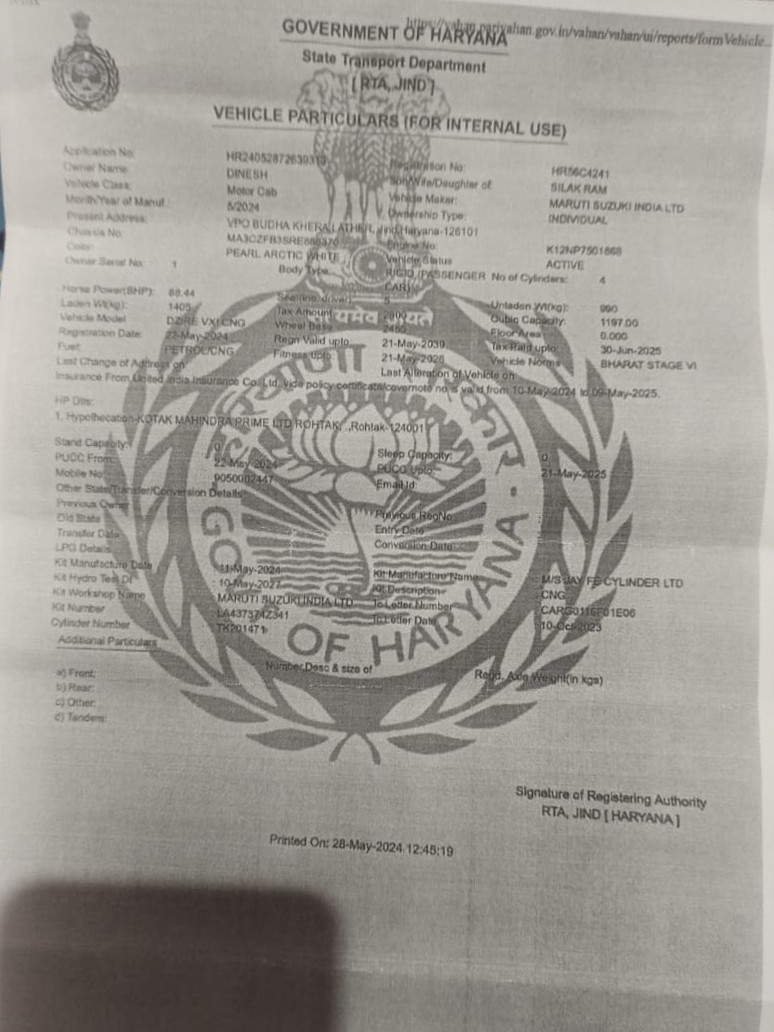 https://vahan.parivahan.gov.in/vahan/vahan/ui/reports/formVehicle...
GOVERNMENT OF HARYANA
State Transport Department
[ RTA, JIND ]
VEHICLE PARTICULARS (FOR INTERNAL USE)
Application No: Registration No: HR56C4241
Owner Name: DINESH Son/Wife/Daughter of: SILAK RAM
Vehicle Class: Motor Cab Vehicle Maker: MARUTI SUZUKI INDIA LTD
Month/Year of Manuf.: 5/2024 Ownership Type: INDIVIDUAL
Present Address: VPO BUDHA KHERA LATHER, Jind, Haryana-126101
Chassis No: Engine No: K12NP7501668
Color: PEARL ARCTIC WHITE Vehicle Status ACTIVE
Owner Serial No: 1 Body Type: RIGID (PASSENGER CAR) No of Cylinders: 4
Horse Power(BHP): 88.44 Seating(driver) 5 Unladen Wt(kg): 990
Laden Wt(kg): 1405 Tax Amount Cubic Capacity: 1197.00
Vehicle Model DZIRE VXI CNG Wheel Base 2450 Floor Area 0.000
Registration Date: 22-May-2024 Regn Valid upto 21-May-2039 Tax Paid upto: 30-Jun-2025
Fuel: PETROL/CNG Fitness upto: 21-May-2026 Vehicle Norms BHARAT STAGE VI
Last Change of Address on Last Alteration of Vehicle on
Insurance From United India Insurance Co. Ltd. vide policy certificate/covernote no is valid from 10-May-2024 to 09-May-2025.
HP Dtls:
1. Hypothecation-KOTAK MAHINDRA PRIME LTD ROHTAK, ,Rohtak-124001
Stand Capacity: 0 Sleep Capacity: 0
PUCC From: 22-May-2024 PUCC Upto: 21-May-2025
Mobile No: 9050002447 Email Id:
Other State/Transfer/Conversion Details
Previous Owner Previous RegNo
Old State Entry Date
Transfer Date Conversion Date
LPG Details
Kit Manufacture Date 11-May-2024 Kit Manufacture Name M/S JAY FE CYLINDER LTD
Kit Hydro Test Dt 10-May-2027 Kit Description CNG
Kit Workshop Name MARUTI SUZUKI INDIA LTD To Letter Number CARG0116F01E06
Kit Number LA437374Z341 To Letter Date 10-Oct-2023
Cylinder Number TK201471
Additional Particulars
Number,Desc & size of Regd. Axle Weight(in kgs)
a) Front:
b) Rear:
c) Other:
d) Tandem:
सत्यमेव जयते
GO OF HARYANA
Signature of Registering Authority
RTA, JIND [ HARYANA ]
Printed On: 28-May-2024 12:45:19